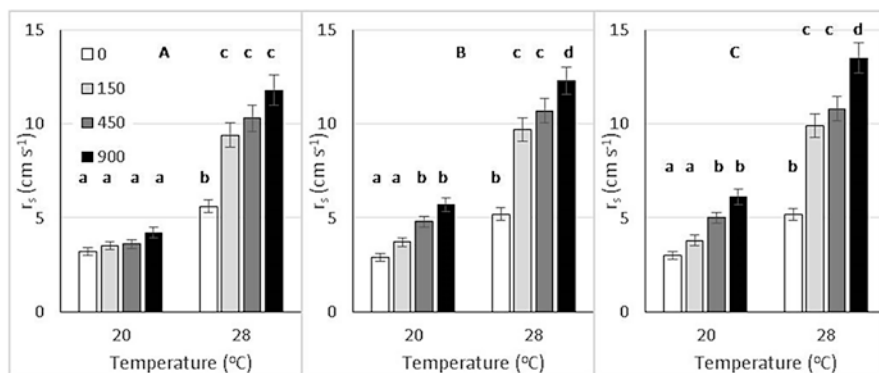 15 A c c c
0
150
10
450
900
r_s (cm s⁻¹)
a a a a b
5
0
20 28
Temperature (ºC)
15 B c c d
10
r_s (cm s⁻¹)
a a b b b
5
0
20 28
Temperature (ºC)
15 c c d
C
10
r_s (cm s⁻¹)
a a b b b
5
0
20 28
Temperature (ºC)